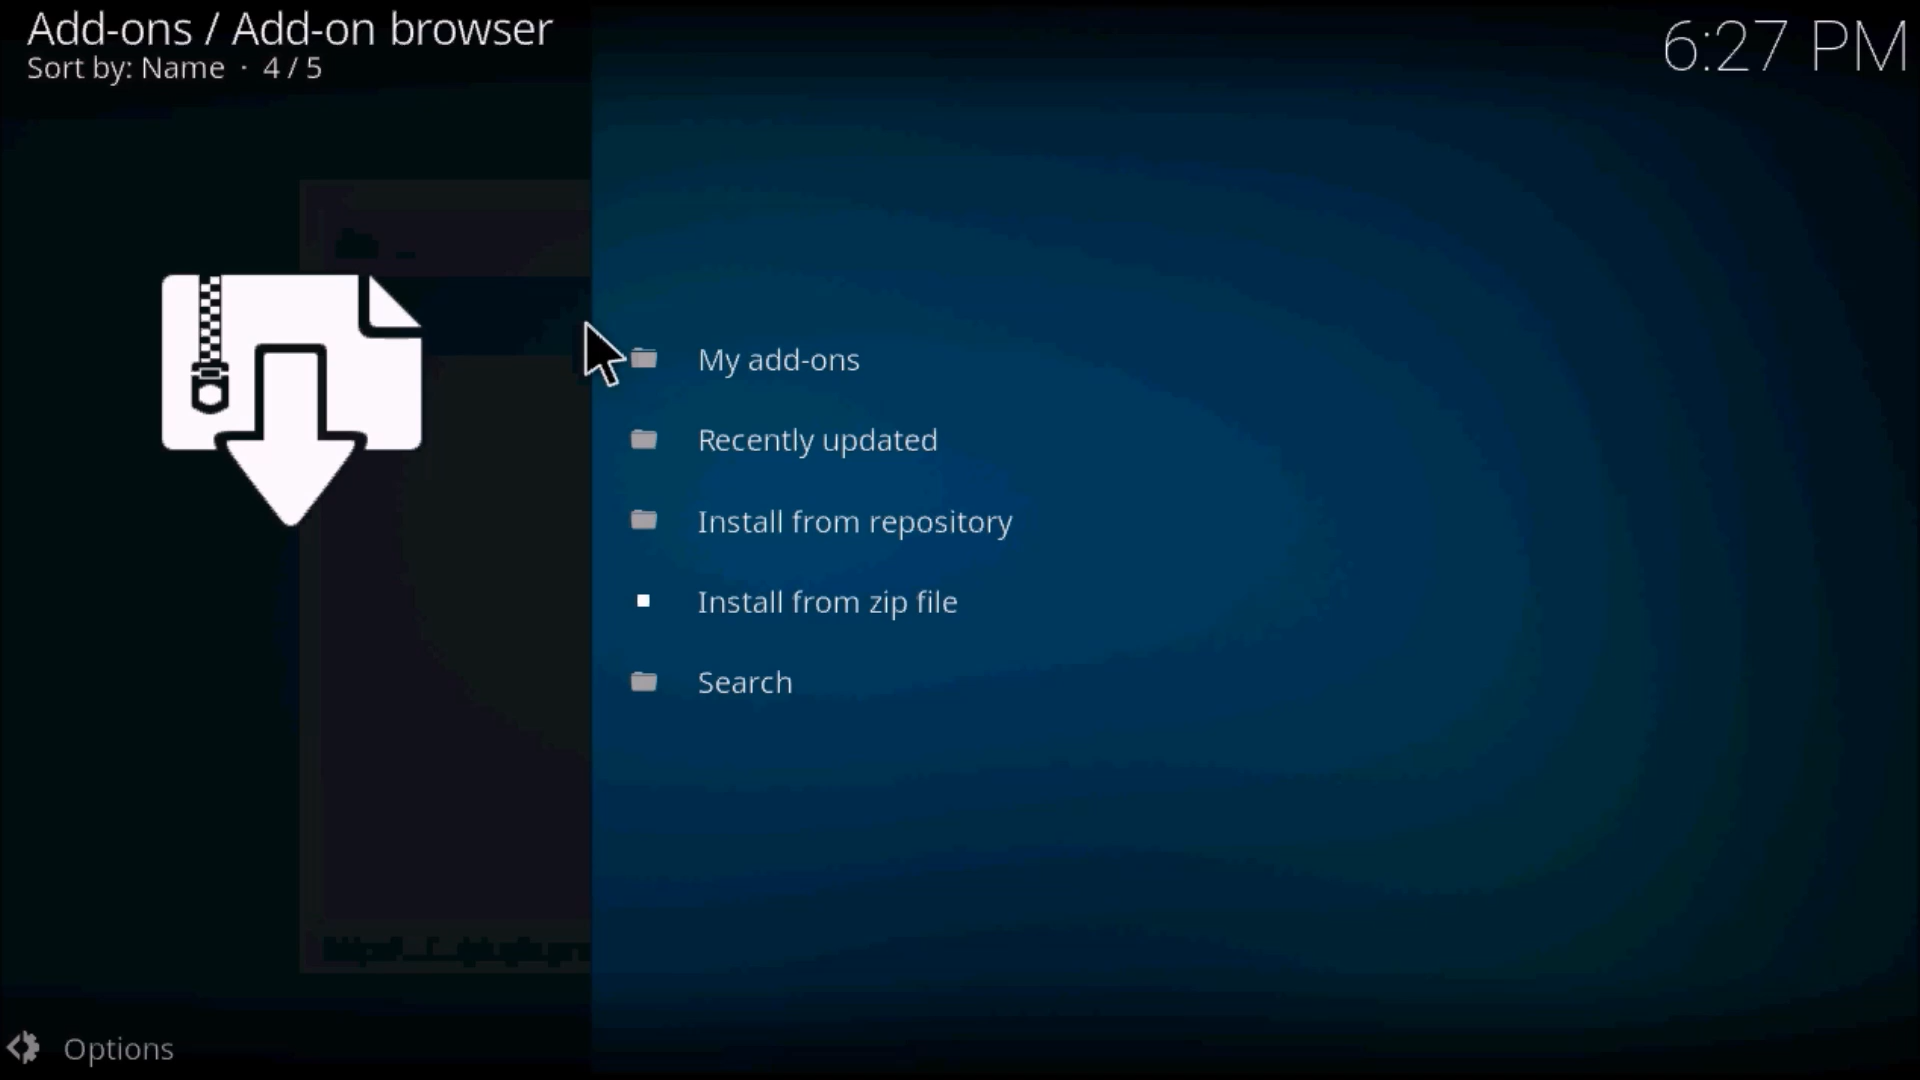 Add-ons / Add-on browser
Sort by: Name · 4 / 5
6:27 PM
My add-ons
Recently updated
Install from repository
Install from zip file
Search
Options